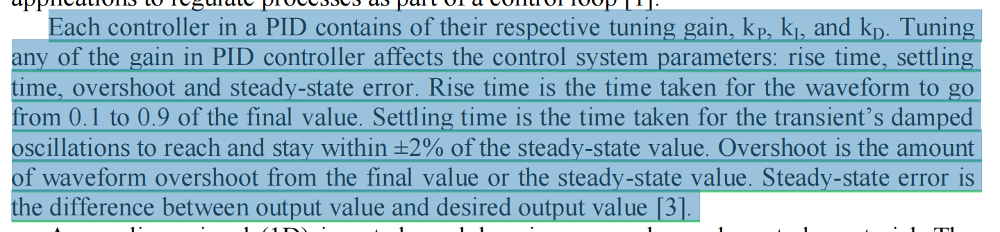 applications to regulate processes as part of a control loop [1].
Each controller in a PID contains of their respective tuning gain, kP, kI, and kD. Tuning
any of the gain in PID controller affects the control system parameters: rise time, settling
time, overshoot and steady-state error. Rise time is the time taken for the waveform to go
from 0.1 to 0.9 of the final value. Settling time is the time taken for the transient’s damped
oscillations to reach and stay within ±2% of the steady-state value. Overshoot is the amount
of waveform overshoot from the final value or the steady-state value. Steady-state error is
the difference between output value and desired output value [3].